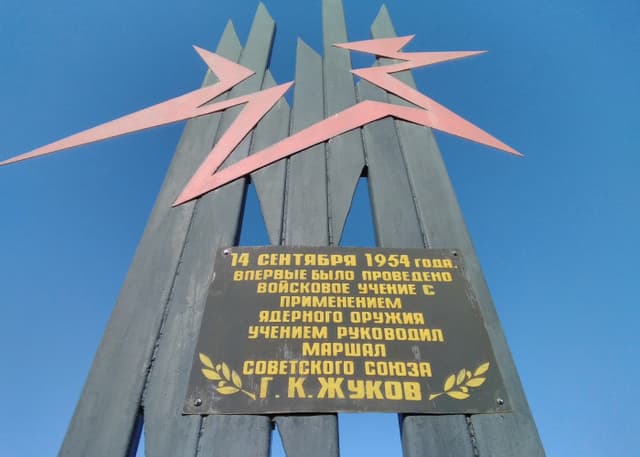 14 СЕНТЯБРЯ 1954 ГОДА.
ВПЕРВЫЕ БЫЛО ПРОВЕДЕНО
ВОЙСКОВОЕ УЧЕНИЕ С
ПРИМЕНЕНИЕМ
ЯДЕРНОГО ОРУЖИЯ
УЧЕНИЕМ РУКОВОДИЛ
МАРШАЛ
СОВЕТСКОГО СОЮЗА
Г. К. ЖУКОВ